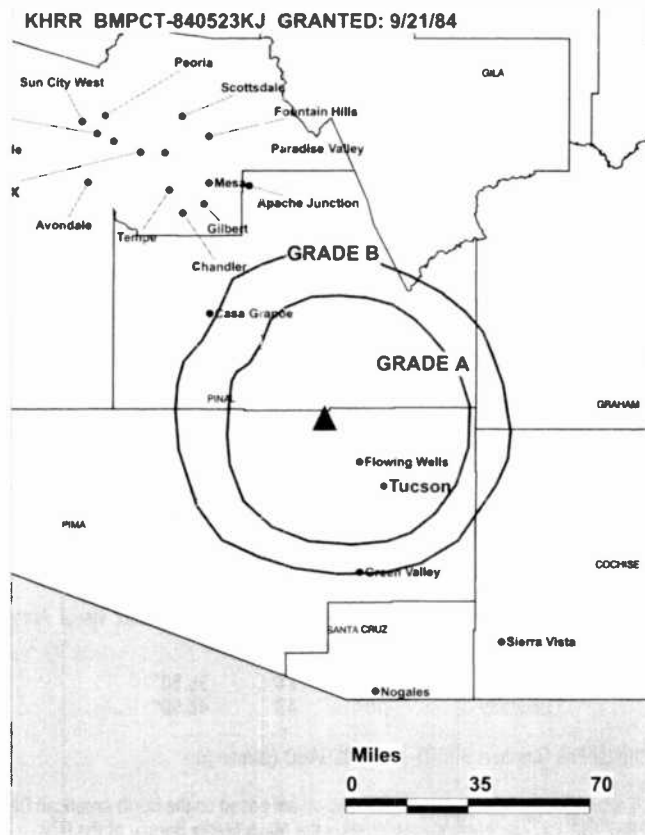 KHRR BMPCT-840523KJ GRANTED: 9/21/84
Peoria
Sun City West
Scottsdale
GILA
Fountain Hills
Paradise Valley
Mesa
Apache Junction
Avondale
Tempe
Gilbert
Chandler
GRADE B
Casa Grande
GRADE A
PINAL
GRAHAM
Flowing Wells
Tucson
PIMA
Green Valley
COCHISE
SANTA CRUZ
Sierra Vista
Nogales
Miles
0 35 70